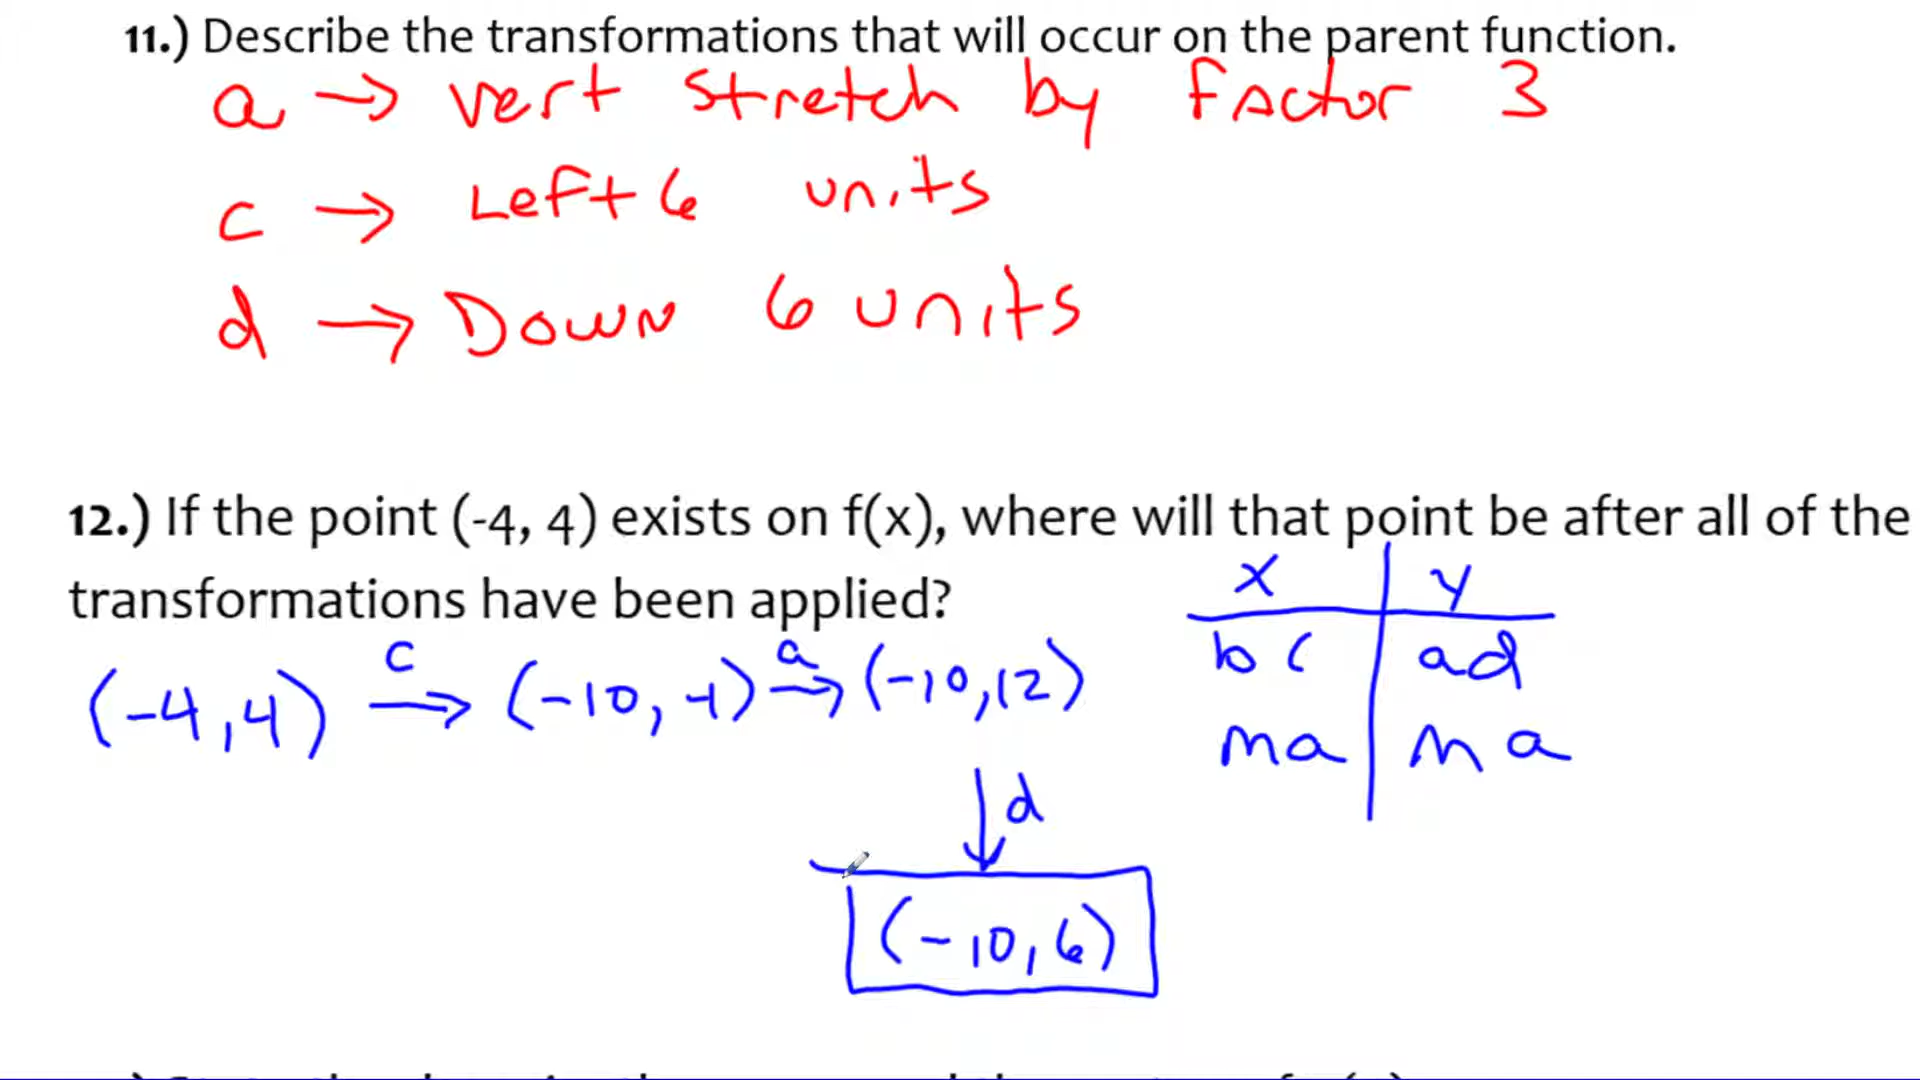 11.) Describe the transformations that will occur on the parent function.
a → vert stretch by factor 3
c → Left 6 units
d → Down 6 units
12.) If the point (-4, 4) exists on f(x), where will that point be after all of the
transformations have been applied?
x y
b c a d
m a m a
c a
(-4,4) → (-10, 4) → (-10,12)
↓ d
(-10,6)